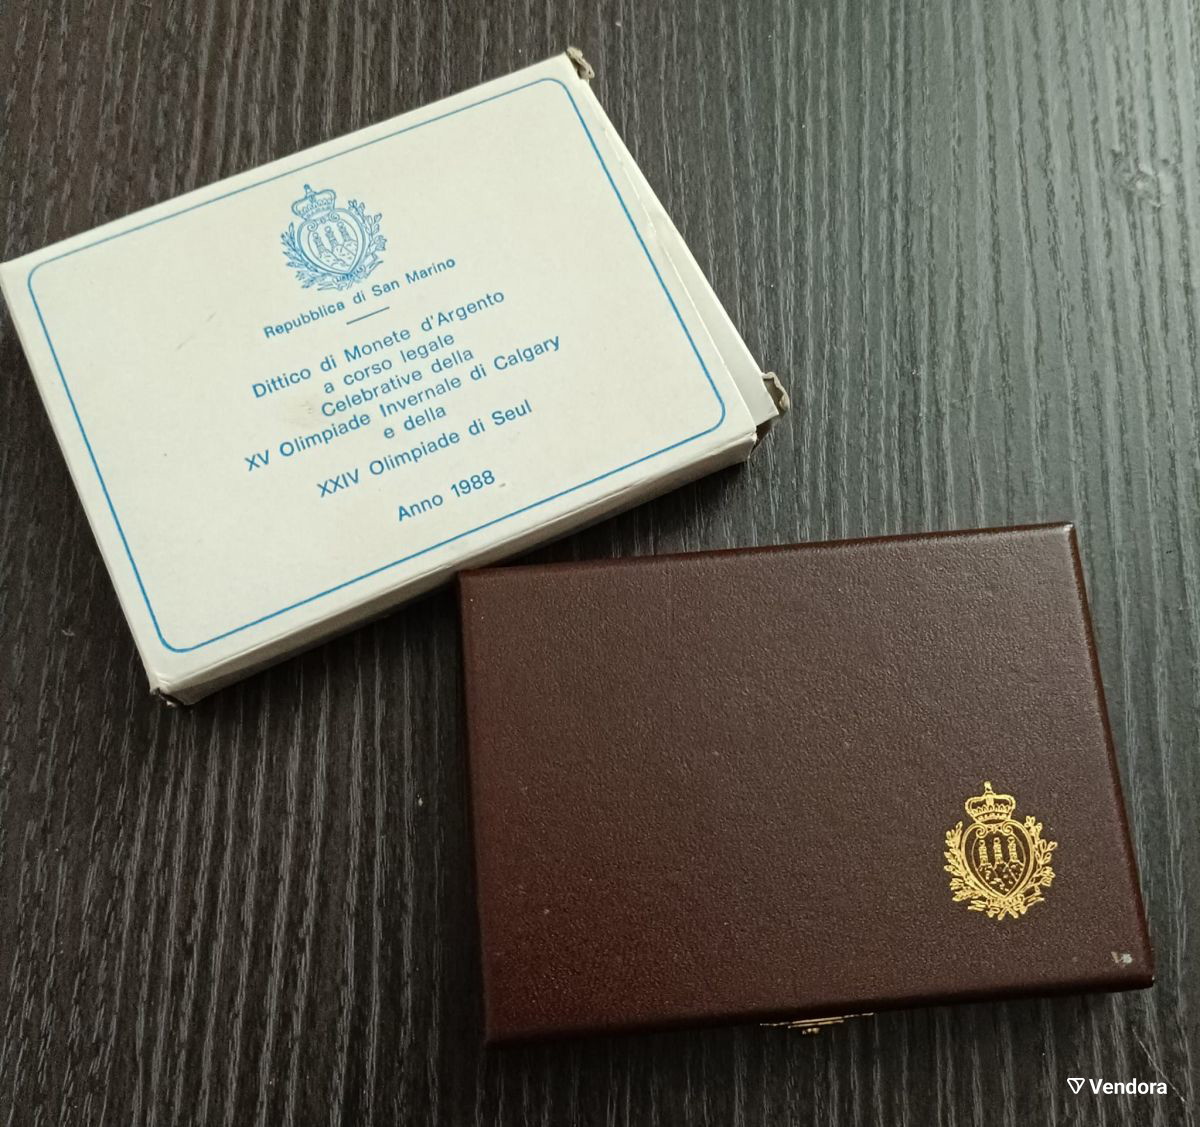 Repubblica di San Marino
Dittico di Monete d'Argento
a corso legale
Celebrative della
XV Olimpiade Invernale di Calgary
e della
XXIV Olimpiade di Seul
Anno 1988
Vendora